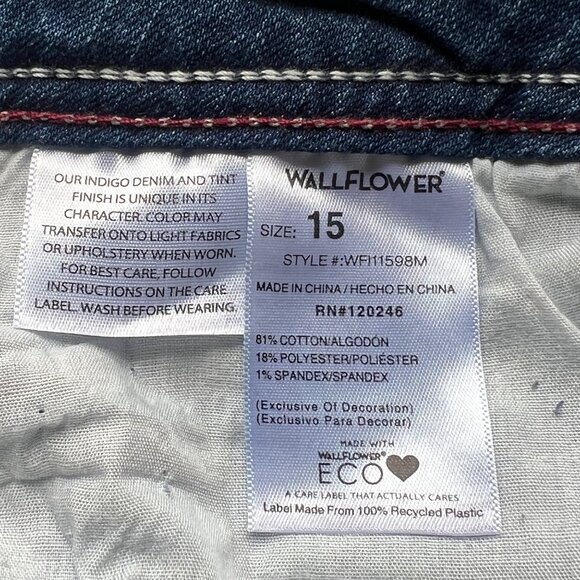 OUR INDIGO DENIM AND TINT
FINISH IS UNIQUE IN ITS
CHARACTER. COLOR MAY
TRANSFER ONTO LIGHT FABRICS
OR UPHOLSTERY WHEN WORN.
FOR BEST CARE, FOLLOW
INSTRUCTIONS ON THE CARE
LABEL. WASH BEFORE WEARING.
WALLFLOWER®
SIZE: 15
STYLE #:WFI11598M
MADE IN CHINA / HECHO EN CHINA
RN#120246
81% COTTON/ALGODÓN
18% POLYESTER/POLIÉSTER
1% SPANDEX/SPANDEX
(Exclusive Of Decoration)
(Exclusivo Para Decorar)
MADE WITH
WALLFLOWER®
ECO
A CARE LABEL THAT ACTUALLY CARES
Label Made From 100% Recycled Plastic